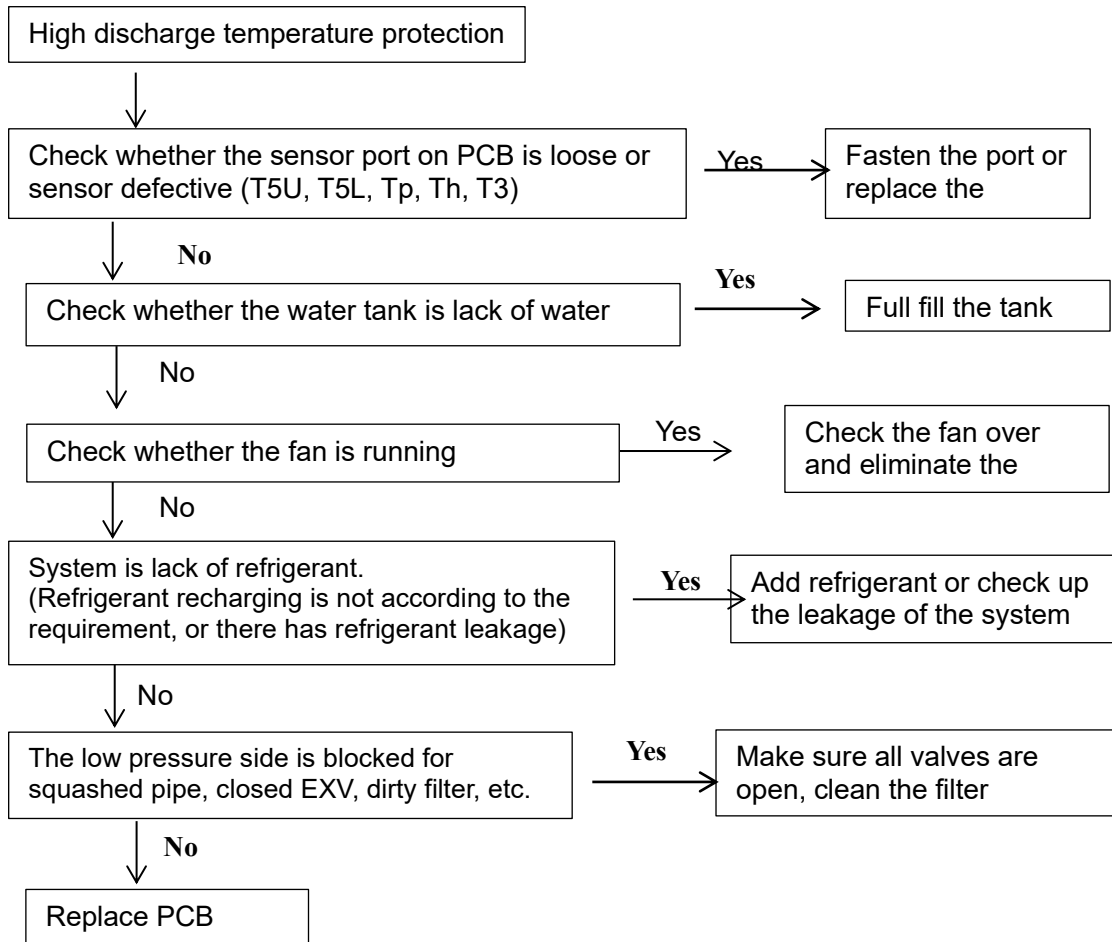 High discharge temperature protection
Check whether the sensor port on PCB is loose or
sensor defective (T5U, T5L, Tp, Th, T3)
Yes
Fasten the port or
replace the
No
Check whether the water tank is lack of water
Yes
Full fill the tank
No
Check whether the fan is running
Yes
Check the fan over
and eliminate the
No
System is lack of refrigerant.
(Refrigerant recharging is not according to the
requirement, or there has refrigerant leakage)
Yes
Add refrigerant or check up
the leakage of the system
No
The low pressure side is blocked for
squashed pipe, closed EXV, dirty filter, etc.
Yes
Make sure all valves are
open, clean the filter
No
Replace PCB